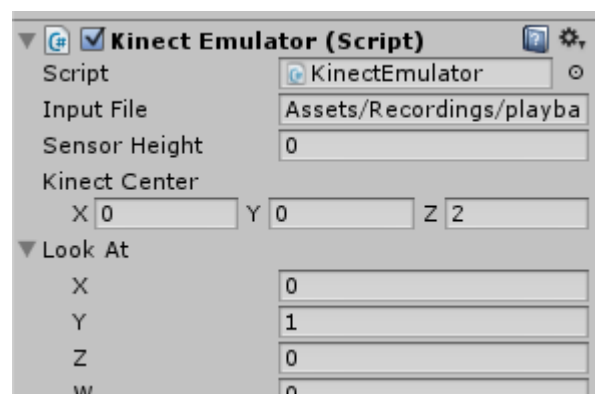 Kinect Emulator (Script)
Script KinectEmulator
Input File Assets/Recordings/playba
Sensor Height 0
Kinect Center
X 0 Y 0 Z 2
Look At
X 0
Y 1
Z 0
W 0